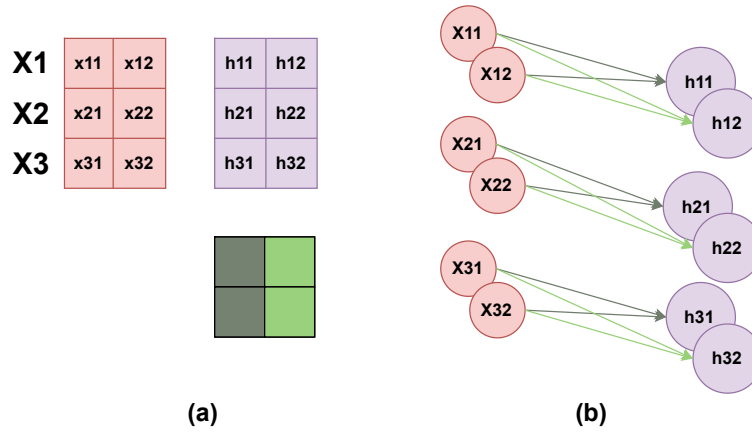 X1 x11 x12 h11 h12
X2 x21 x22 h21 h22
X3 x31 x32 h31 h32
(a)
X11
X12
h11
h12
X21
X22
h21
h22
X31
X32
h31
h32
(b)